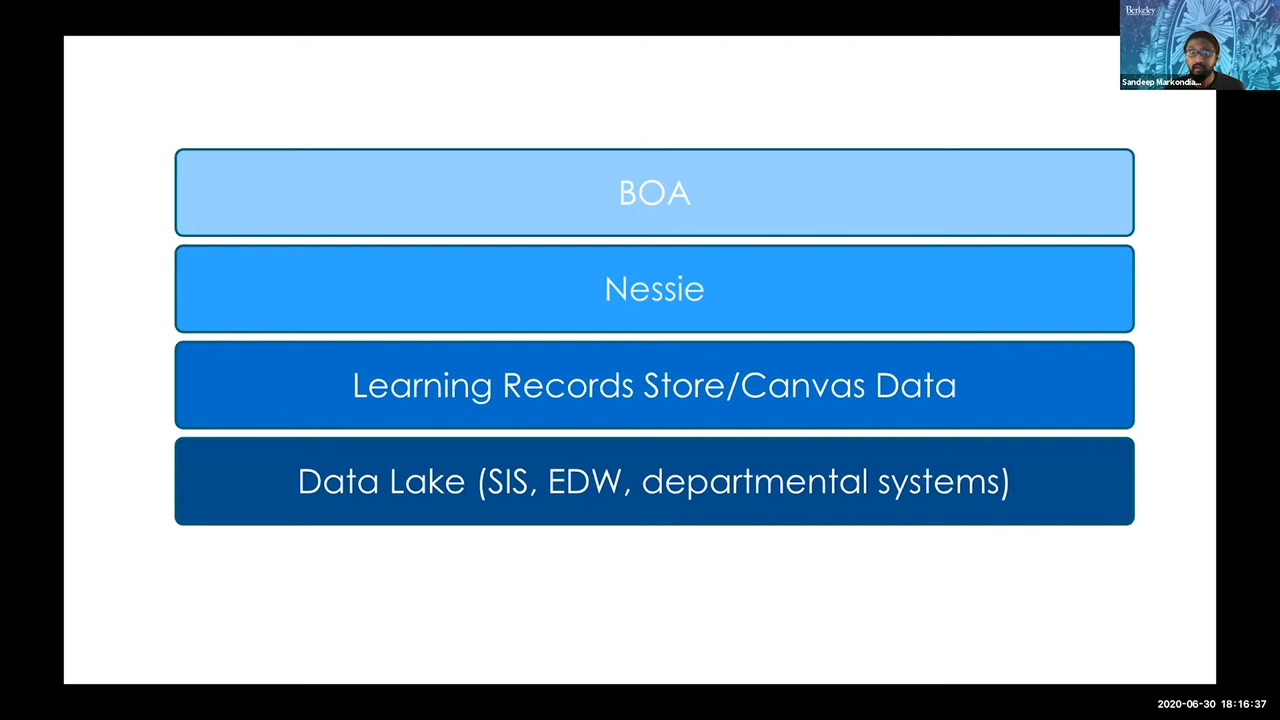 Berkeley
Sandeep Markondia...
BOA
Nessie
Learning Records Store/Canvas Data
Data Lake (SIS, EDW, departmental systems)
2020-06-30 18:16:37